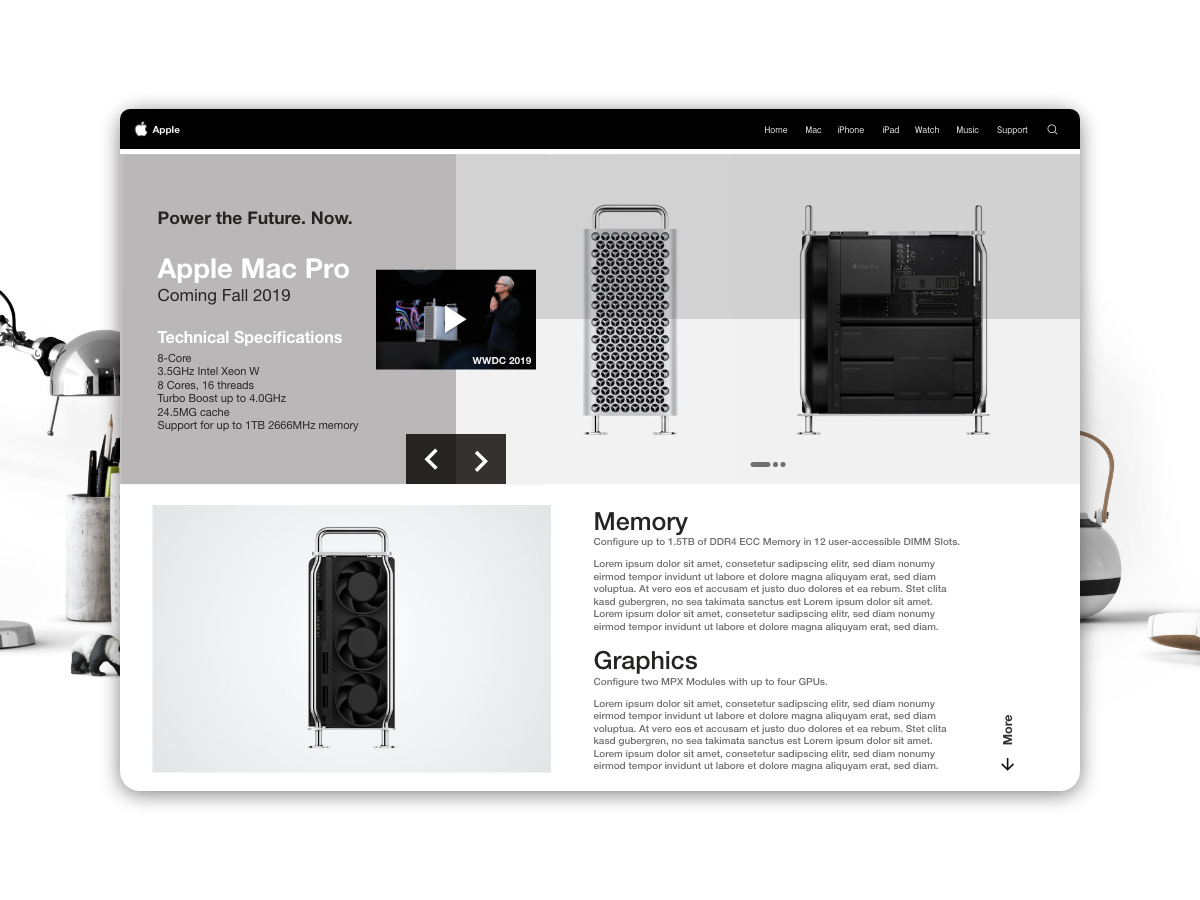 Apple
Home Mac iPhone iPad Watch Music Support
Power the Future. Now.
Apple Mac Pro
Coming Fall 2019
Technical Specifications
8-Core
3.5GHz Intel Xeon W
8 Cores, 16 threads
Turbo Boost up to 4.0GHz
24.5MG cache
Support for up to 1TB 2666MHz memory
WWDC 2019
Mac Pro
Memory
Configure up to 1.5TB of DDR4 ECC Memory in 12 user-accessible DIMM Slots.
Lorem ipsum dolor sit amet, consetetur sadipscing elitr, sed diam nonumy
eirmod tempor invidunt ut labore et dolore magna aliquyam erat, sed diam
voluptua. At vero eos et accusam et justo duo dolores et ea rebum. Stet clita
kasd gubergren, no sea takimata sanctus est Lorem ipsum dolor sit amet.
Lorem ipsum dolor sit amet, consetetur sadipscing elitr, sed diam nonumy
eirmod tempor invidunt ut labore et dolore magna aliquyam erat, sed diam.
Graphics
Configure two MPX Modules with up to four GPUs.
Lorem ipsum dolor sit amet, consetetur sadipscing elitr, sed diam nonumy
eirmod tempor invidunt ut labore et dolore magna aliquyam erat, sed diam
voluptua. At vero eos et accusam et justo duo dolores et ea rebum. Stet clita
kasd gubergren, no sea takimata sanctus est Lorem ipsum dolor sit amet.
Lorem ipsum dolor sit amet, consetetur sadipscing elitr, sed diam nonumy
eirmod tempor invidunt ut labore et dolore magna aliquyam erat, sed diam.
More